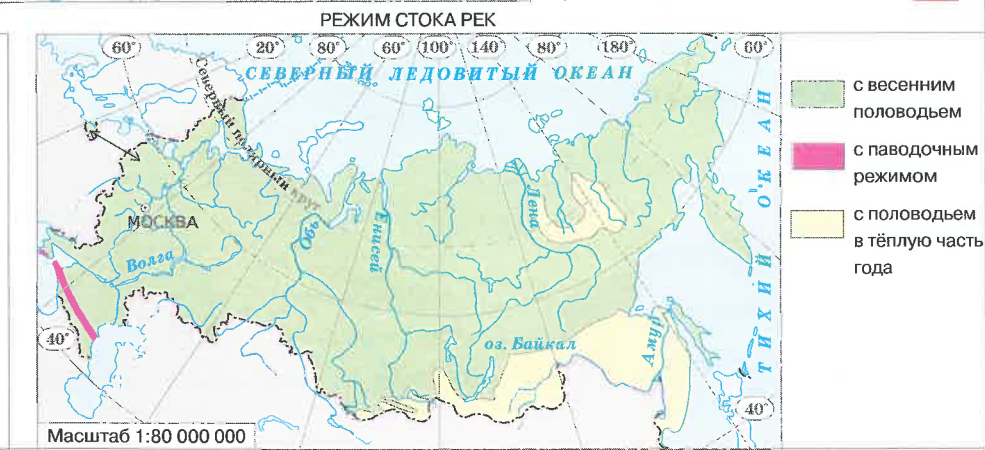 РЕЖИМ СТОКА РЕК
60° 20° 80° 60° 100° 140° 80° 180° 60°
СЕВЕРНЫЙ ЛЕДОВИТЫЙ ОКЕАН
Северный полярный круг
ТИХИЙ ОКЕАН
МОСКВА
Волга
Обь
Енисей
Лена
оз. Байкал
Амур
40°
40°
Масштаб 1:80 000 000
с весенним
половодьем
с паводочным
режимом
с половодьем
в тёплую часть
года